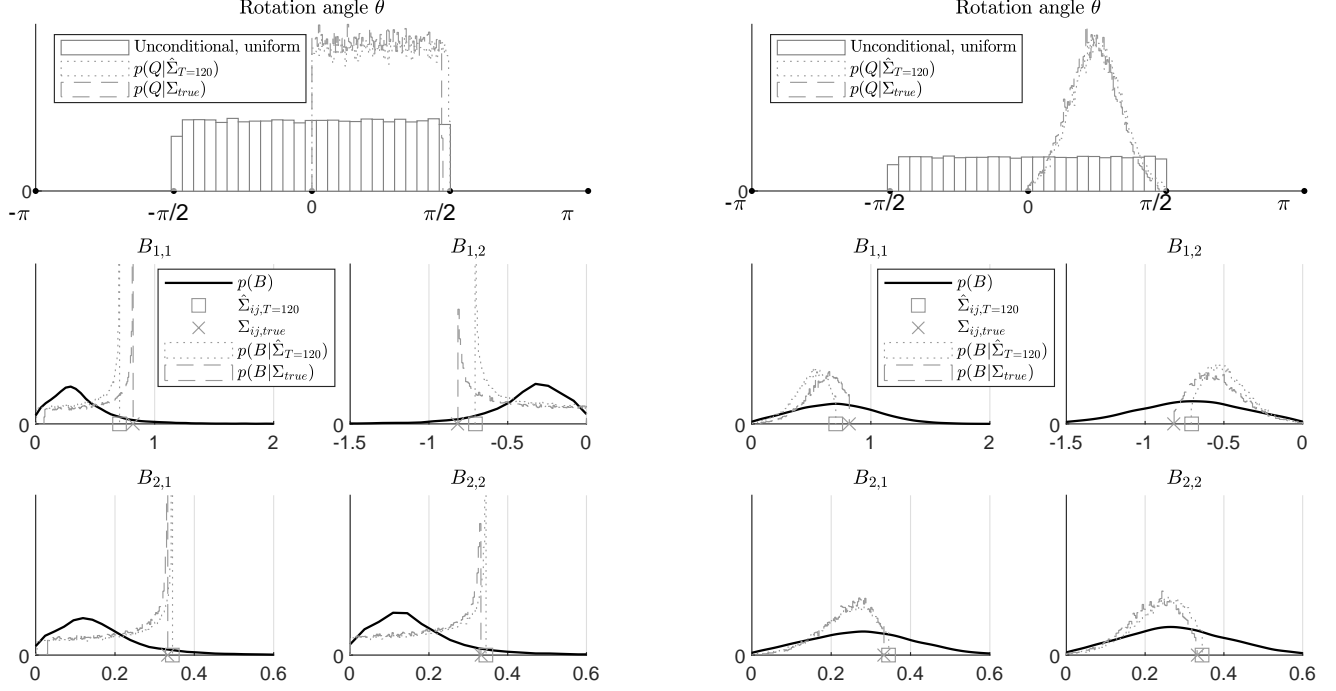 Rotation angle θ
Unconditional, uniform
p(Q|Σ̂_{T=120})
p(Q|Σ_{true})
0
-π -π/2 0 π/2 π
B_{1,1}
p(B)
Σ̂_{ij,T=120}
Σ_{ij,true}
p(B|Σ̂_{T=120})
p(B|Σ_{true})
0
0 1 2
B_{1,2}
0
-1.5 -1 -0.5 0
B_{2,1}
0
0 0.2 0.4 0.6
B_{2,2}
0
0 0.2 0.4 0.6
Rotation angle θ
Unconditional, uniform
p(Q|Σ̂_{T=120})
p(Q|Σ_{true})
0
-π -π/2 0 π/2 π
B_{1,1}
p(B)
Σ̂_{ij,T=120}
Σ_{ij,true}
p(B|Σ̂_{T=120})
p(B|Σ_{true})
0
0 1 2
B_{1,2}
0
-1.5 -1 -0.5 0
B_{2,1}
0
0 0.2 0.4 0.6
B_{2,2}
0
0 0.2 0.4 0.6